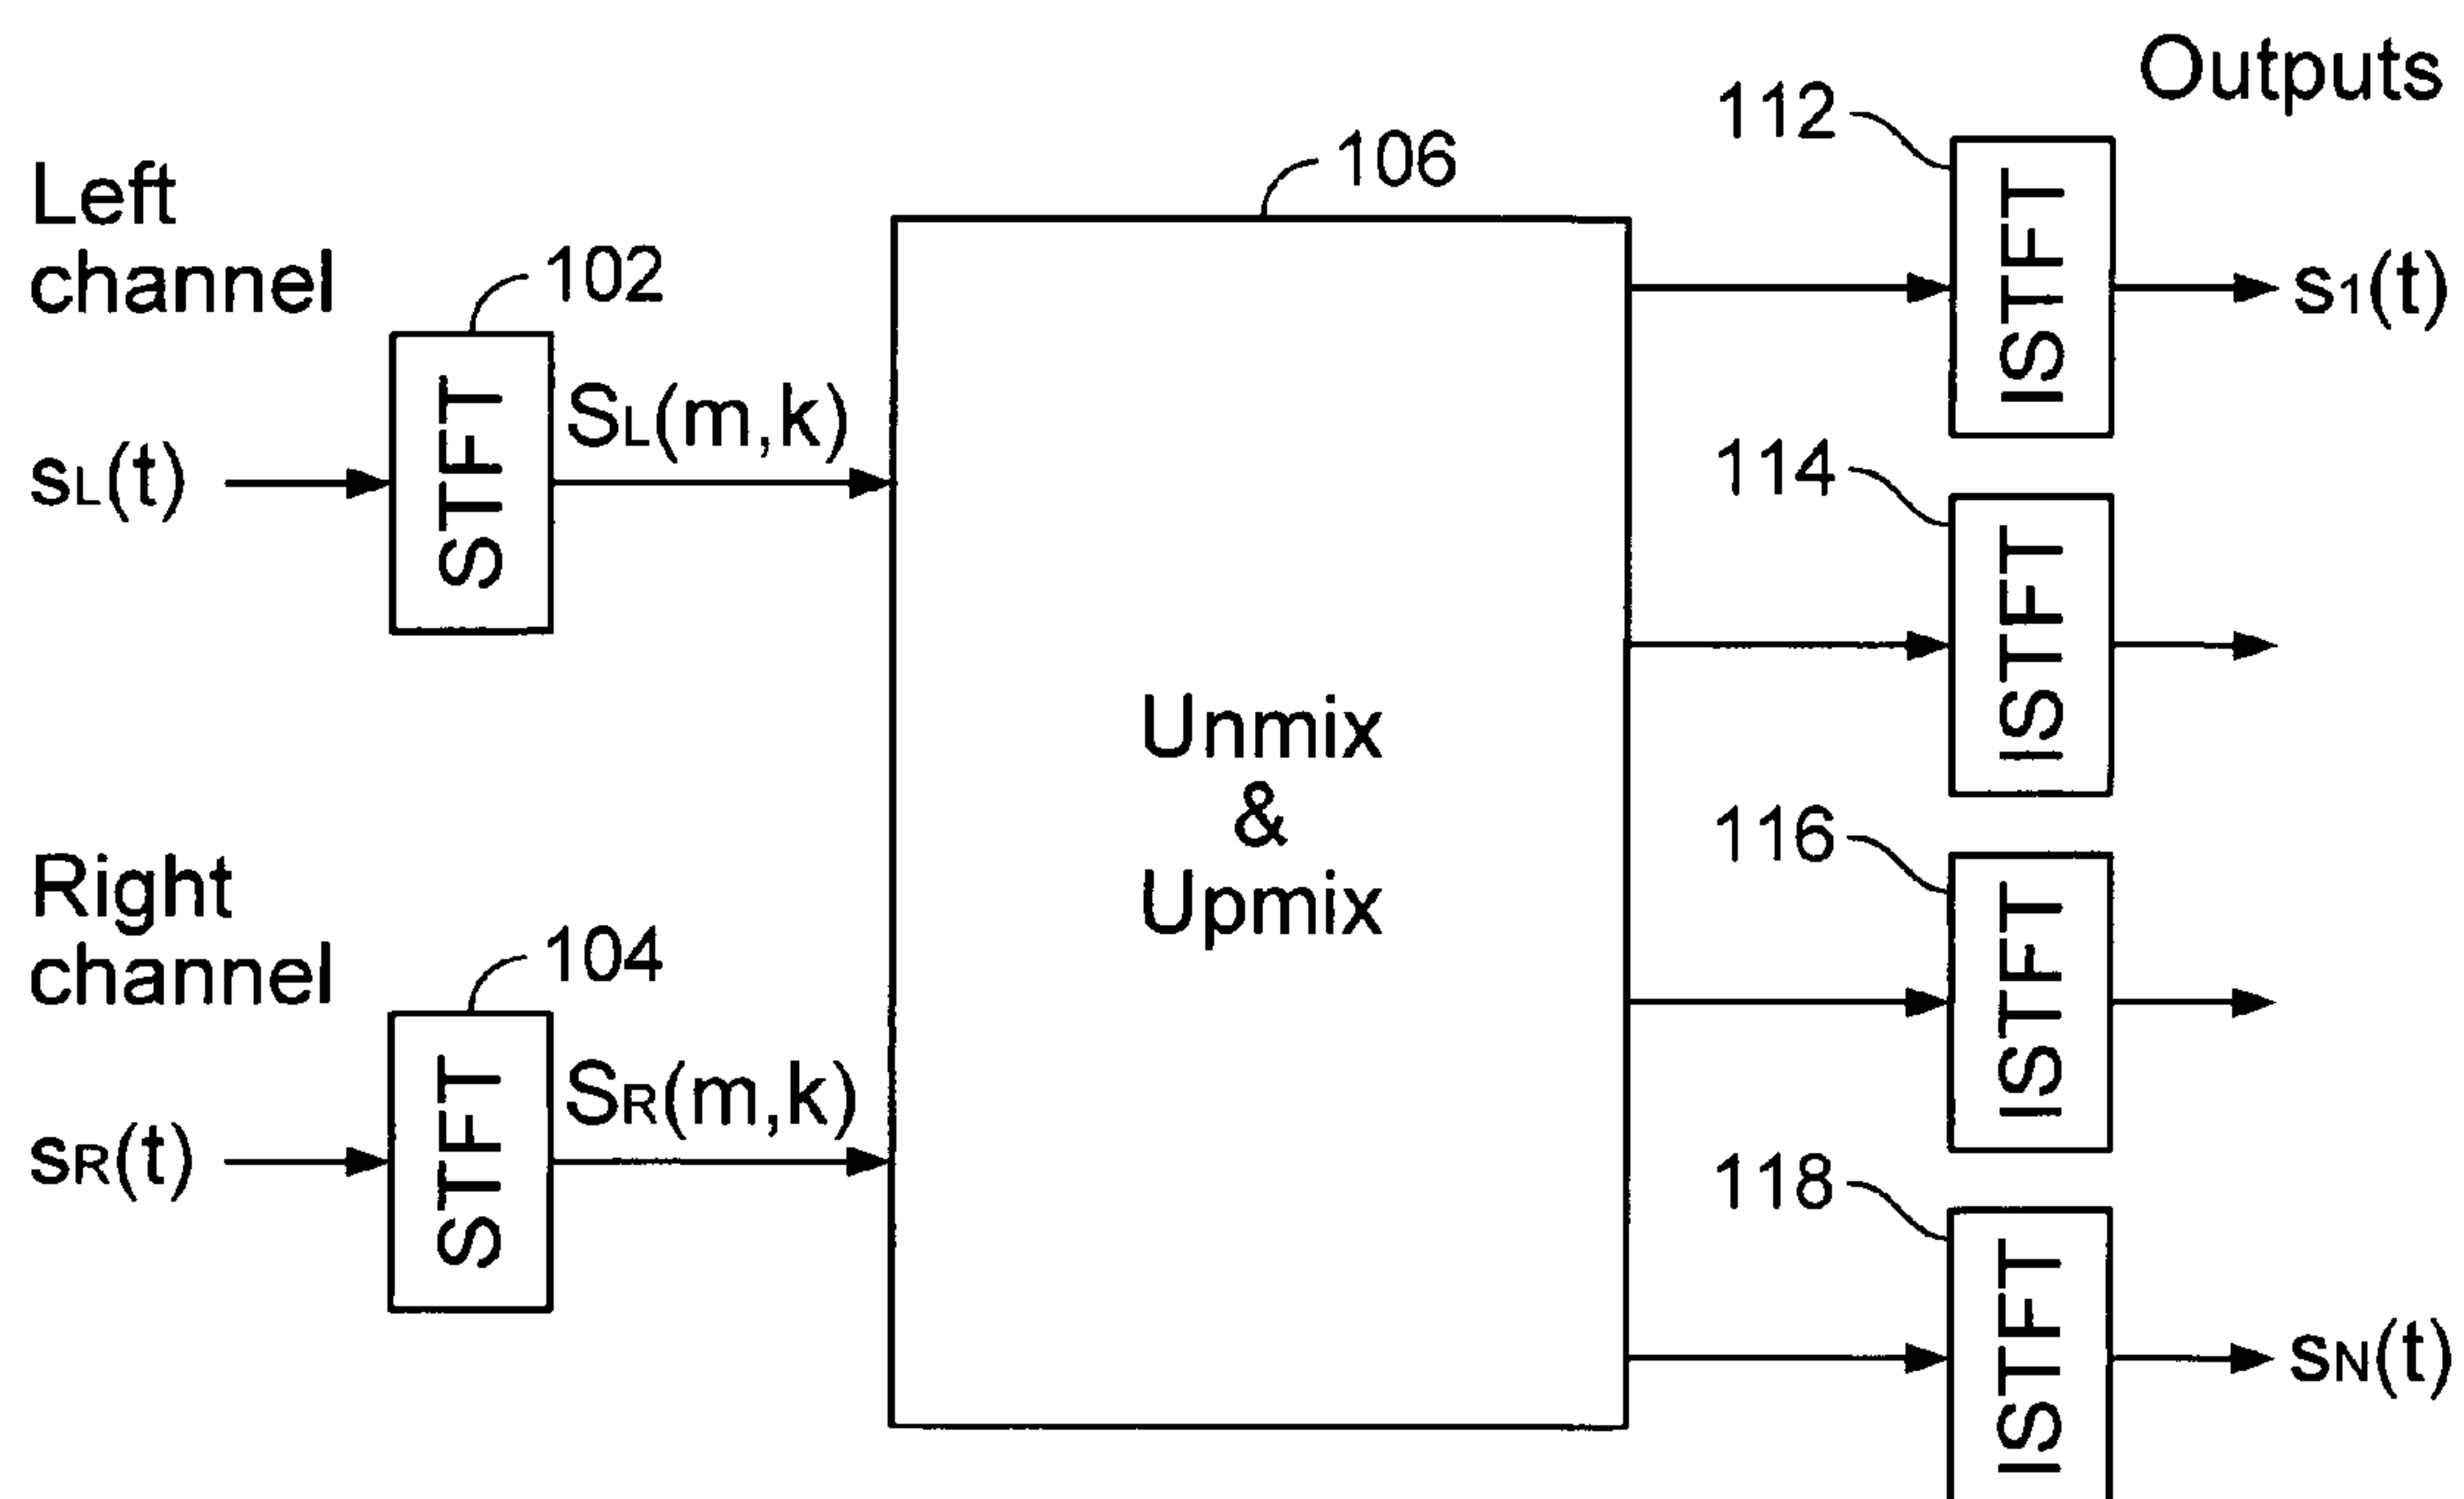 Outputs
112
106
Left
channel
102
STFT
sL(t)
SL(m,k)
ISTFT
s1(t)
114
ISTFT
Unmix
&
Upmix
116
ISTFT
Right
channel
104
STFT
sR(t)
SR(m,k)
118
ISTFT
sN(t)